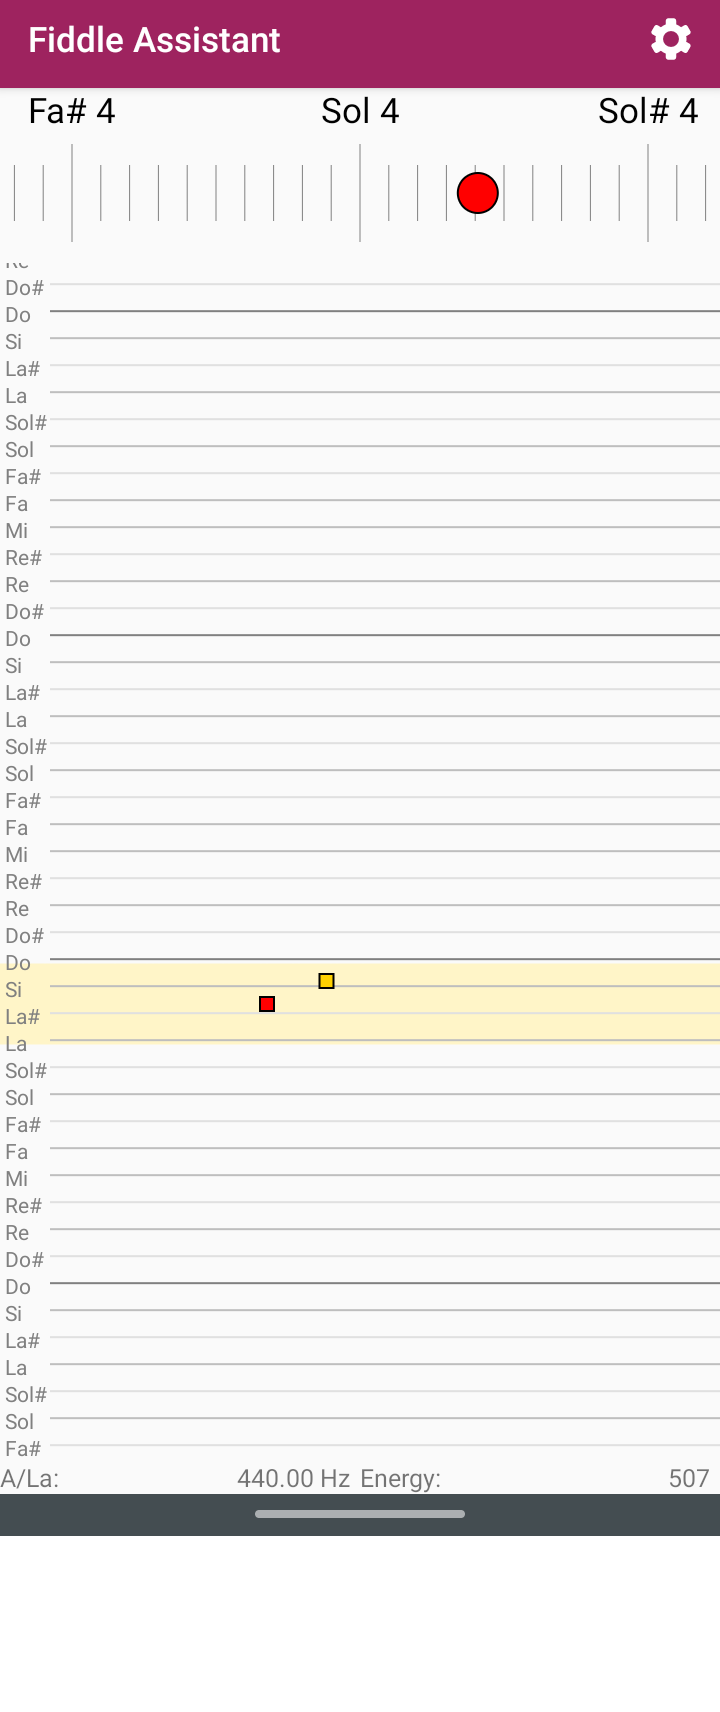 Fiddle Assistant
Fa# 4 Sol 4 Sol# 4
Do#
Do
Si
La#
La
Sol#
Sol
Fa#
Fa
Mi
Re#
Re
Do#
Do
Si
La#
La
Sol#
Sol
Fa#
Fa
Mi
Re#
Re
Do#
Do
Si
La#
La
Sol#
Sol
Fa#
Fa
Mi
Re#
Re
Do#
Do
Si
La#
La
Sol#
Sol
Fa#
A/La: 440.00 Hz Energy: 507